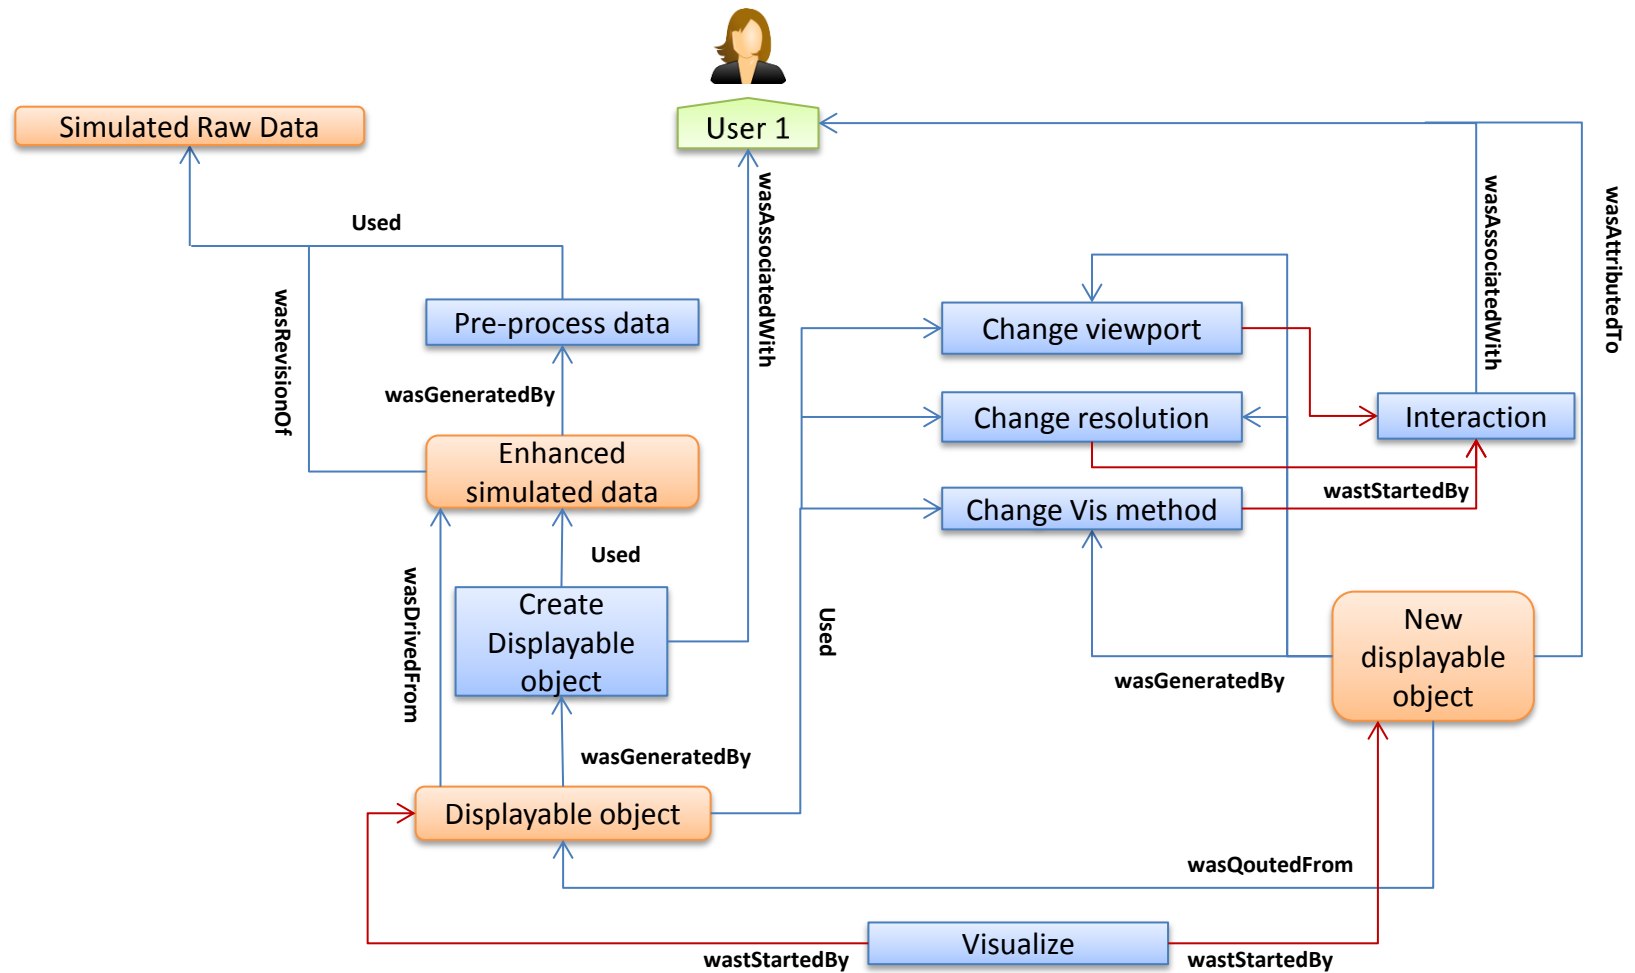 Simulated Raw Data
User 1
Used
wasAssociatedWith
wasAssociatedWith
wasAttributedTo
wasRevisionOf
Pre-process data
Change viewport
wasGeneratedBy
Change resolution
Interaction
Enhanced
simulated data
wastStartedBy
Change Vis method
Used
wasDrivedFrom
Create
Displayable
object
Used
New
displayable
object
wasGeneratedBy
wasGeneratedBy
Displayable object
wasQoutedFrom
Visualize
wastStartedBy
wastStartedBy